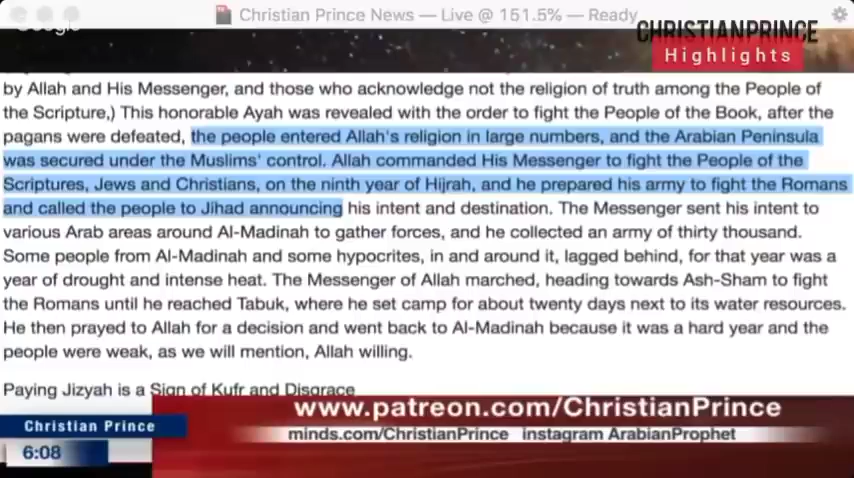 Christian Prince News — Live @ 151.5% — Ready
Google
CHRISTIANPRINCE
Highlights
by Allah and His Messenger, and those who acknowledge not the religion of truth among the People of
the Scripture,) This honorable Ayah was revealed with the order to fight the People of the Book, after the
pagans were defeated, the people entered Allah's religion in large numbers, and the Arabian Peninsula
was secured under the Muslims' control. Allah commanded His Messenger to fight the People of the
Scriptures, Jews and Christians, on the ninth year of Hijrah, and he prepared his army to fight the Romans
and called the people to Jihad announcing his intent and destination. The Messenger sent his intent to
various Arab areas around Al-Madinah to gather forces, and he collected an army of thirty thousand.
Some people from Al-Madinah and some hypocrites, in and around it, lagged behind, for that year was a
year of drought and intense heat. The Messenger of Allah marched, heading towards Ash-Sham to fight
the Romans until he reached Tabuk, where he set camp for about twenty days next to its water resources.
He then prayed to Allah for a decision and went back to Al-Madinah because it was a hard year and the
people were weak, as we will mention, Allah willing.
Paying Jizyah is a Sign of Kufr and Disgrace
www.patreon.com/ChristianPrince
Christian Prince
minds.com/ChristianPrince instagram ArabianProphet
6:08